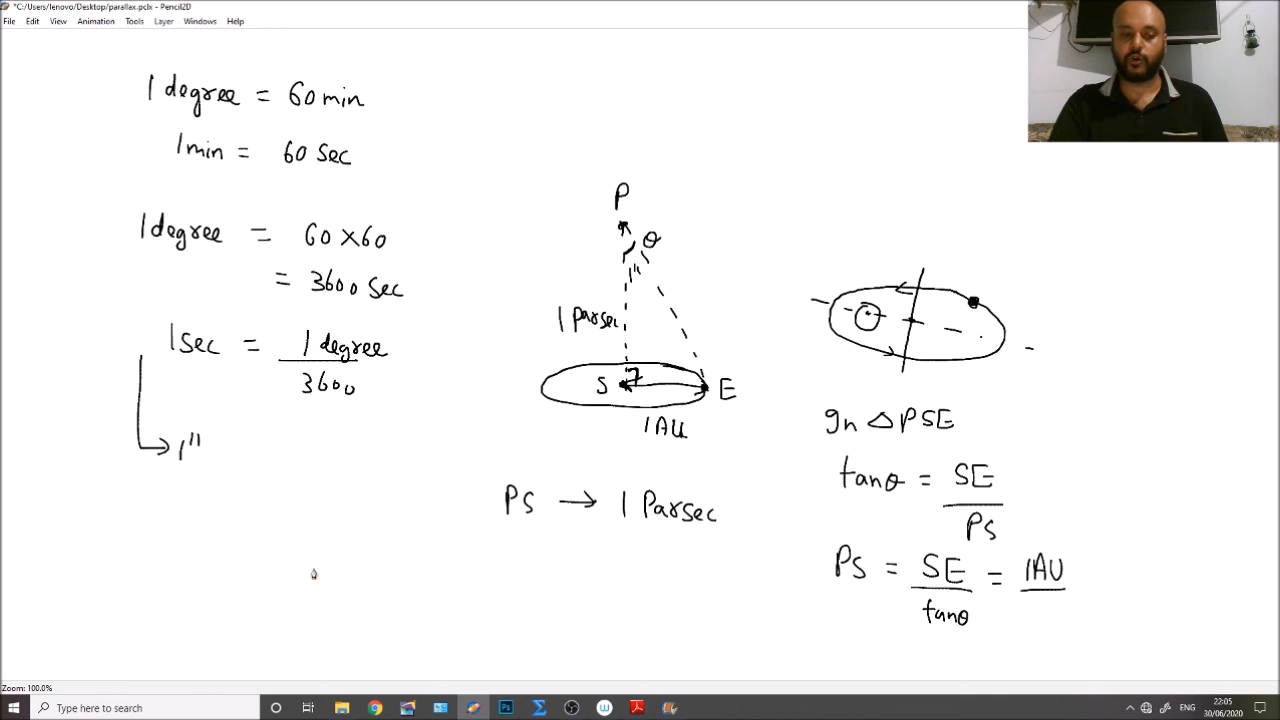 *C:/Users/lenovo/Desktop/parallax.pclx - Pencil2D
File Edit View Animation Tools Layer Windows Help
1 degree = 60 min
1 min = 60 Sec
1 degree = 60 × 60
= 3600 Sec
1 Sec = 1 degree
3600
1"
P
θ
1"
1 Parsec
S
E
1 AU
PS → 1 Parsec
In △ PSE
tanθ = SE
PS
PS = SE = 1AU
tanθ
Zoom: 100.0%
Type here to search
ENG
22:05
30/06/2020